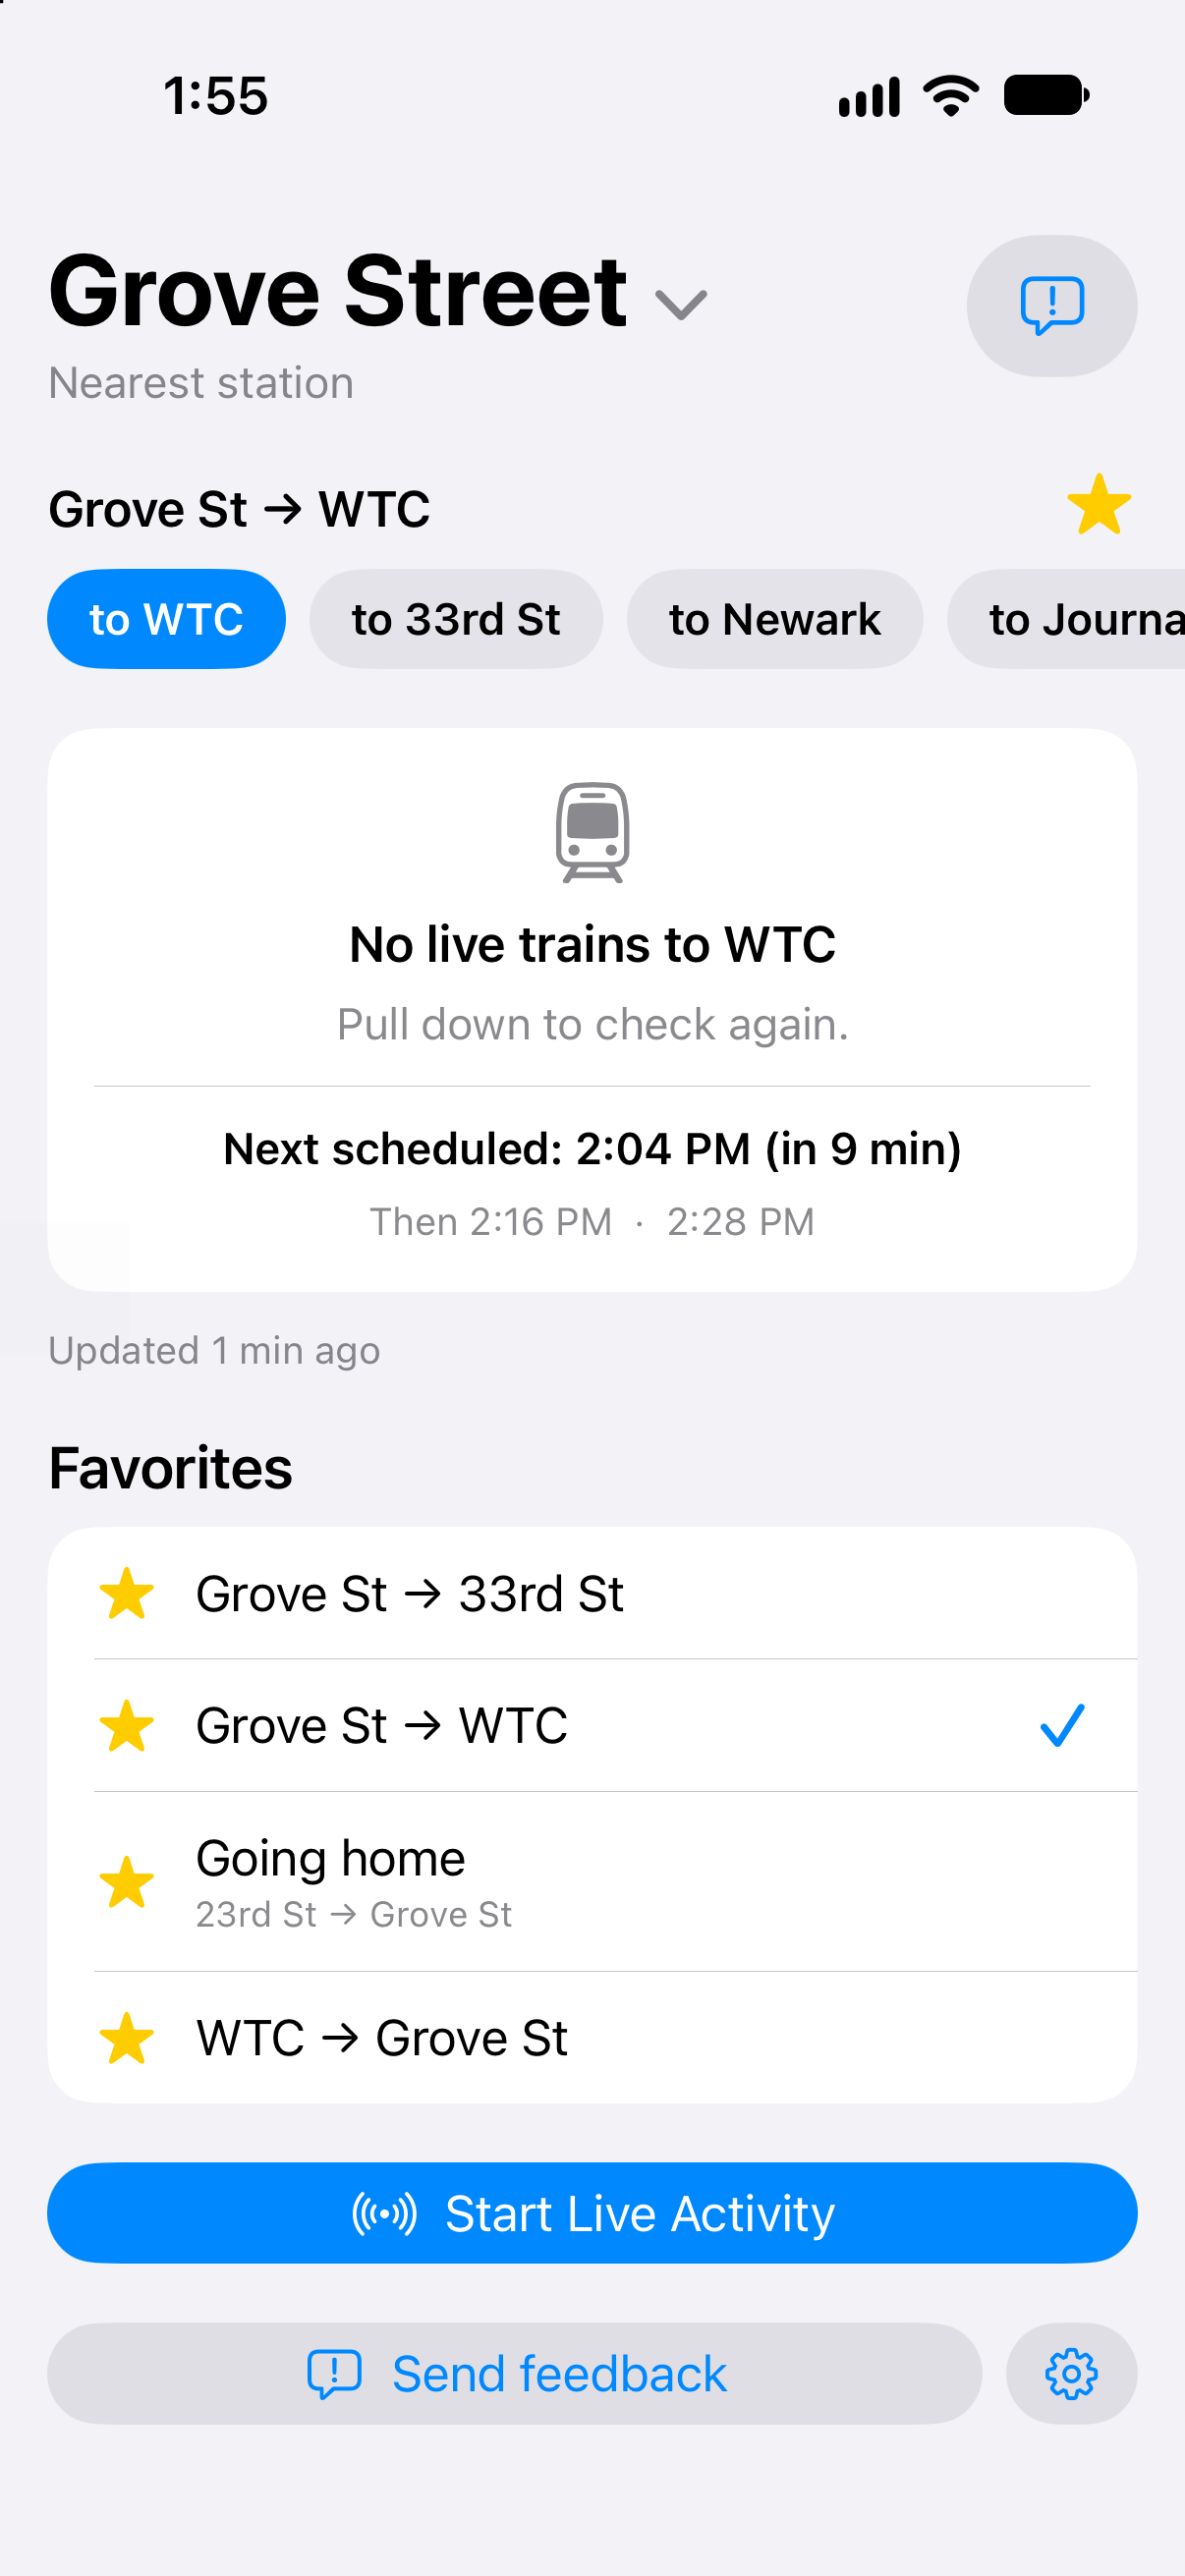 1:55
Grove Street
Nearest station
Grove St → WTC
to WTC
to 33rd St
to Newark
to Journa
No live trains to WTC
Pull down to check again.
Next scheduled: 2:04 PM (in 9 min)
Then 2:16 PM · 2:28 PM
Updated 1 min ago
Favorites
Grove St → 33rd St
Grove St → WTC
Going home
23rd St → Grove St
WTC → Grove St
Start Live Activity
Send feedback